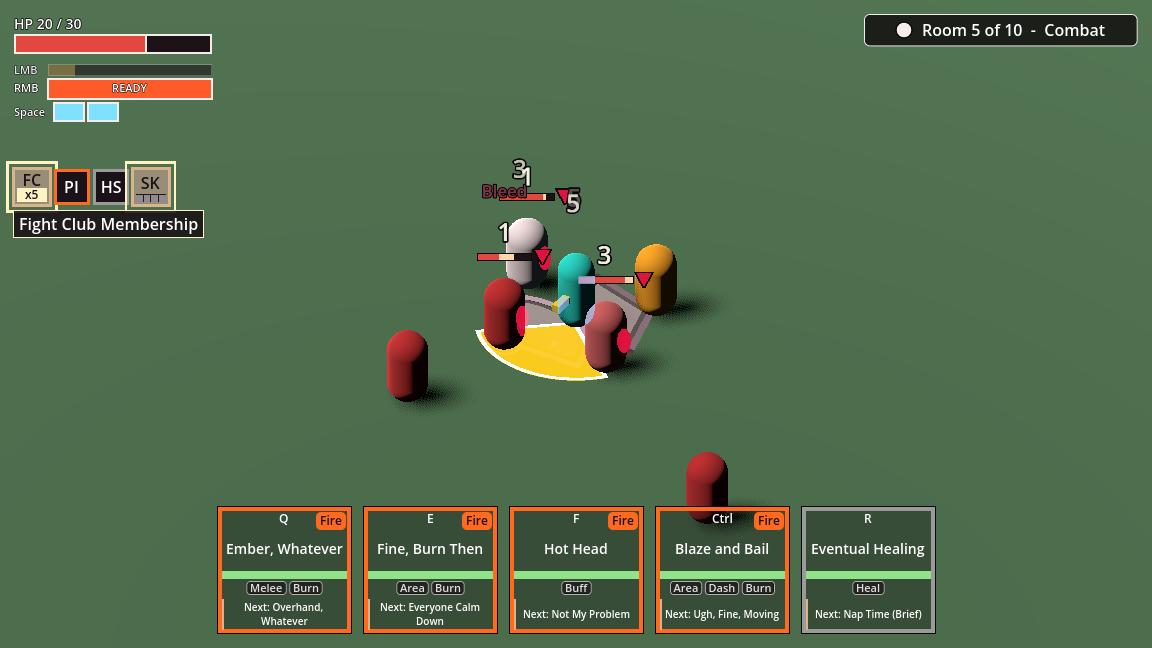 HP 20 / 30
Room 5 of 10 - Combat
LMB
RMB READY
Space
FC
x5
PI
HS
SK
Fight Club Membership
3
1
Bleed
5
1
3
Q Fire
Ember, Whatever
Melee Burn
Next: Overhand,
Whatever
E Fire
Fine, Burn Then
Area Burn
Next: Everyone Calm
Down
F Fire
Hot Head
Buff
Next: Not My Problem
Ctrl Fire
Blaze and Bail
Area Dash Burn
Next: Ugh, Fine, Moving
R
Eventual Healing
Heal
Next: Nap Time (Brief)